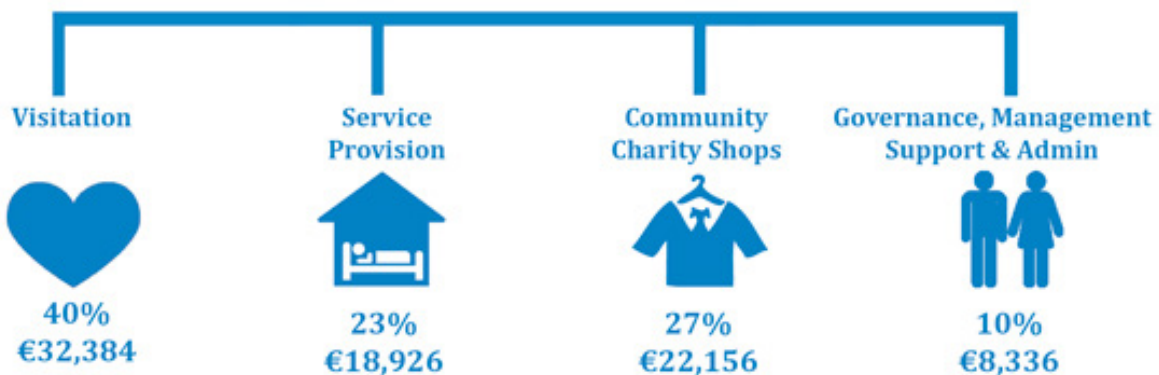 Visitation
Service
Provision
Community
Charity Shops
Governance, Management
Support & Admin
40%
€32,384
23%
€18,926
27%
€22,156
10%
€8,336